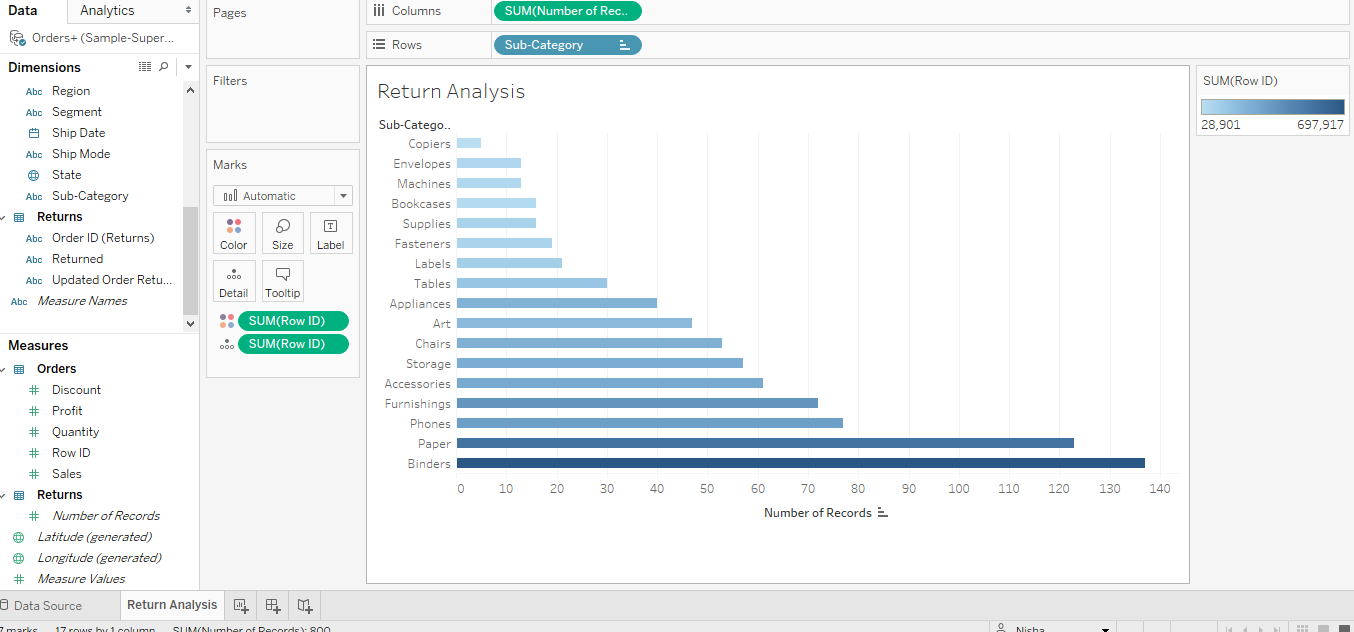 Data
Analytics
Orders+ (Sample-Super...
Dimensions
Abc Region
Abc Segment
Ship Date
Abc Ship Mode
State
Abc Sub-Category
Returns
Abc Order ID (Returns)
Abc Returned
Abc Updated Order Retu...
Abc Measure Names
Measures
Orders
Discount
Profit
Quantity
Row ID
Sales
Returns
Number of Records
Latitude (generated)
Longitude (generated)
Measure Values
Pages
Filters
Marks
Automatic
Color Size Label
Detail Tooltip
SUM(Row ID)
SUM(Row ID)
Columns SUM(Number of Rec..
Rows Sub-Category
Return Analysis
Sub-Catego..
Copiers
Envelopes
Machines
Bookcases
Supplies
Fasteners
Labels
Tables
Appliances
Art
Chairs
Storage
Accessories
Furnishings
Phones
Paper
Binders
0 10 20 30 40 50 60 70 80 90 100 110 120 130 140
Number of Records
SUM(Row ID)
28,901 697,917
Data Source Return Analysis
marks 17 rows by 1 column SUM(Number of Records): 800 Nisha